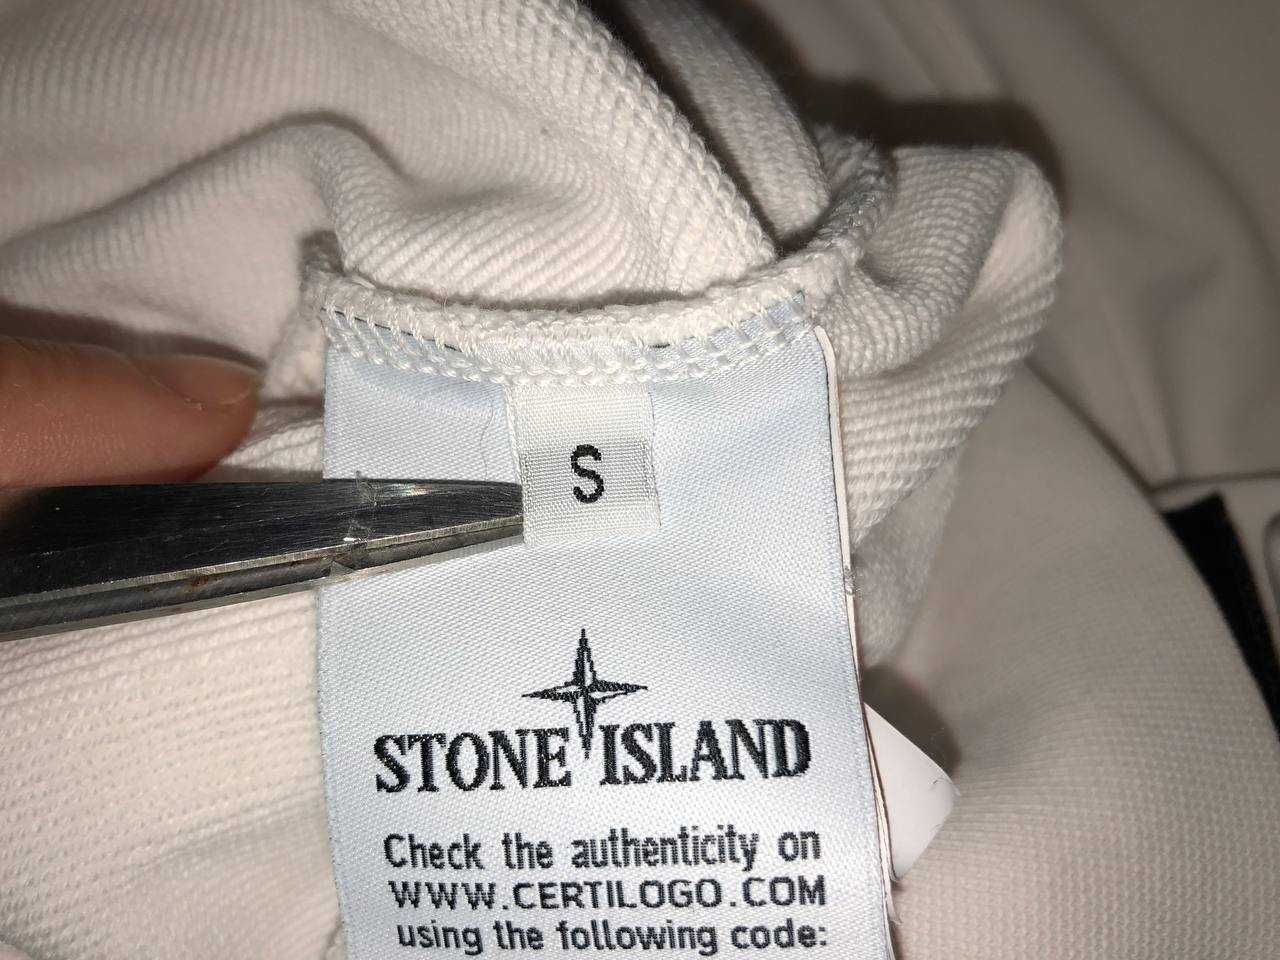 S
STONE ISLAND
Check the authenticity on
WWW.CERTILOGO.COM
using the following code: